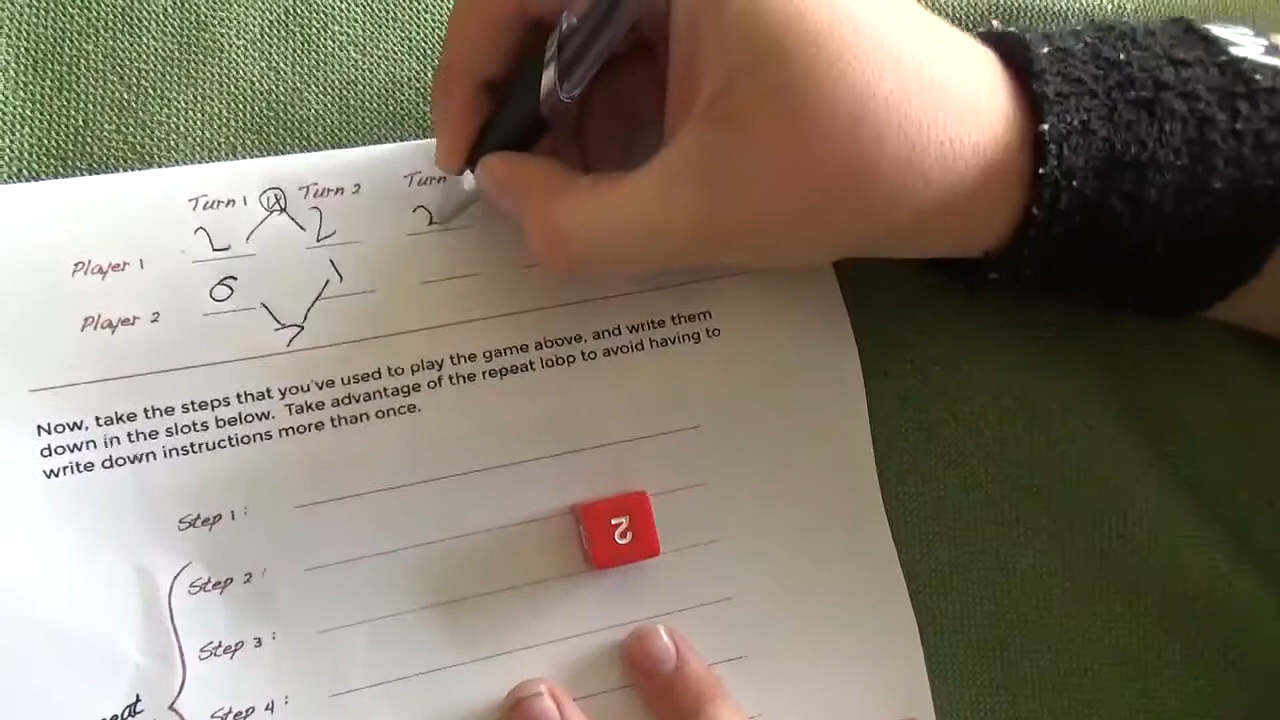 Turn 1 4 Turn 2 Turn
Player 1 2 2 2
Player 2 6 1
7
Now, take the steps that you've used to play the game above, and write them
down in the slots below. Take advantage of the repeat loop to avoid having to
write down instructions more than once.
Step 1:
2
Step 2:
Step 3:
Step 4: